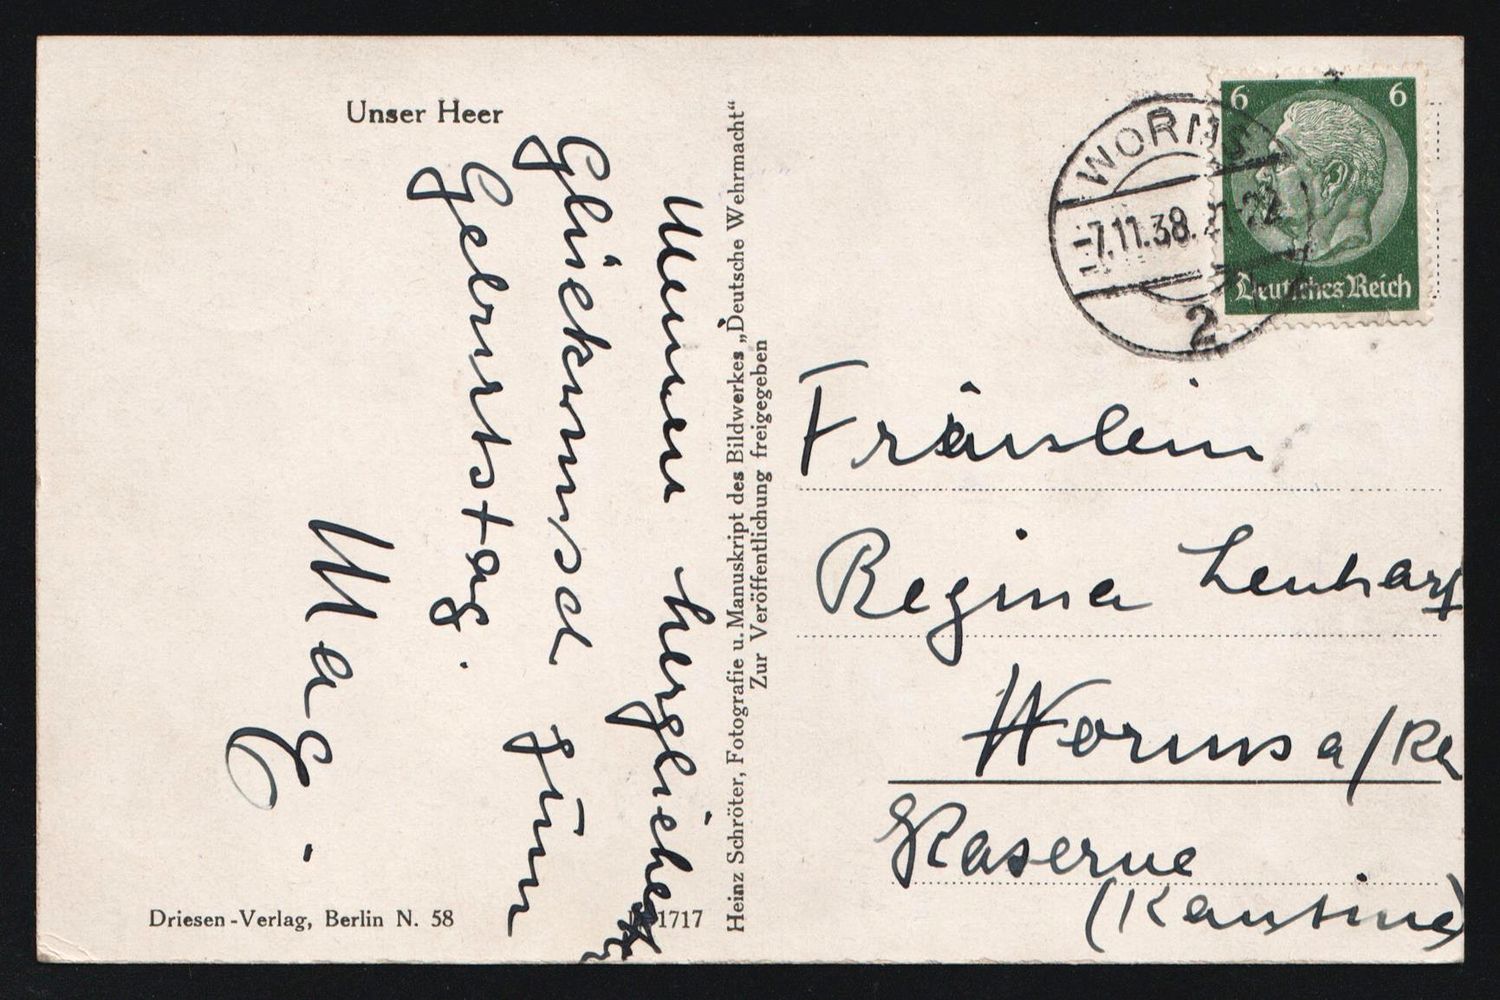 Unser Heer
Meinen herzlichen
Glückwunsch zum
Geburtstag.
Driesen-Verlag, Berlin N. 58
1717
Heinz Schröter, Fotografie u. Manuskript des Bildwerkes „Deutsche Wehrmacht“
Zur Veröffentlichung freigegeben
WORMS
-7.11.38.
2
6 6
Deutsches Reich
Fräulein
Regina
Worms a/Rh
Kaserne
(Kantine)